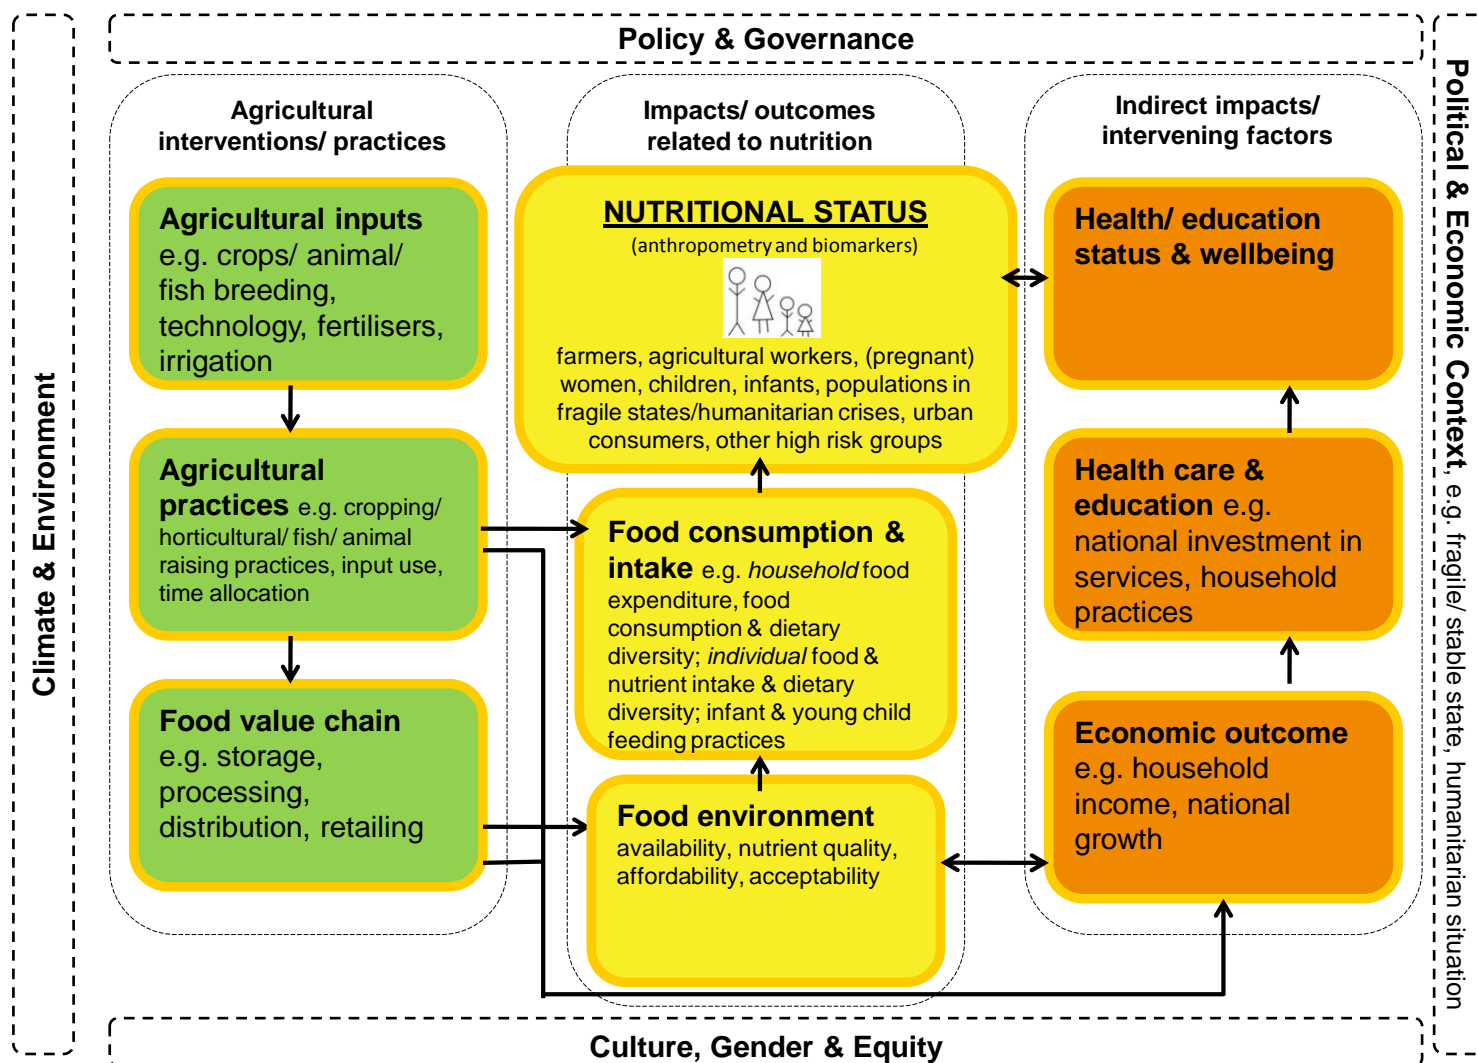 Policy & Governance
Climate & Environment
Agricultural
interventions/ practices
Agricultural inputs
e.g. crops/ animal/
fish breeding,
technology, fertilisers,
irrigation
Agricultural
practices e.g. cropping/
horticultural/ fish/ animal
raising practices, input use,
time allocation
Food value chain
e.g. storage,
processing,
distribution, retailing
Impacts/ outcomes
related to nutrition
NUTRITIONAL STATUS
(anthropometry and biomarkers)
farmers, agricultural workers, (pregnant)
women, children, infants, populations in
fragile states/humanitarian crises, urban
consumers, other high risk groups
Food consumption &
intake e.g. household food
expenditure, food
consumption & dietary
diversity; individual food &
nutrient intake & dietary
diversity; infant & young child
feeding practices
Food environment
availability, nutrient quality,
affordability, acceptability
Indirect impacts/
intervening factors
Health/ education
status & wellbeing
Health care &
education e.g.
national investment in
services, household
practices
Economic outcome
e.g. household
income, national
growth
Political & Economic Context, e.g. fragile/ stable state, humanitarian situation
Culture, Gender & Equity